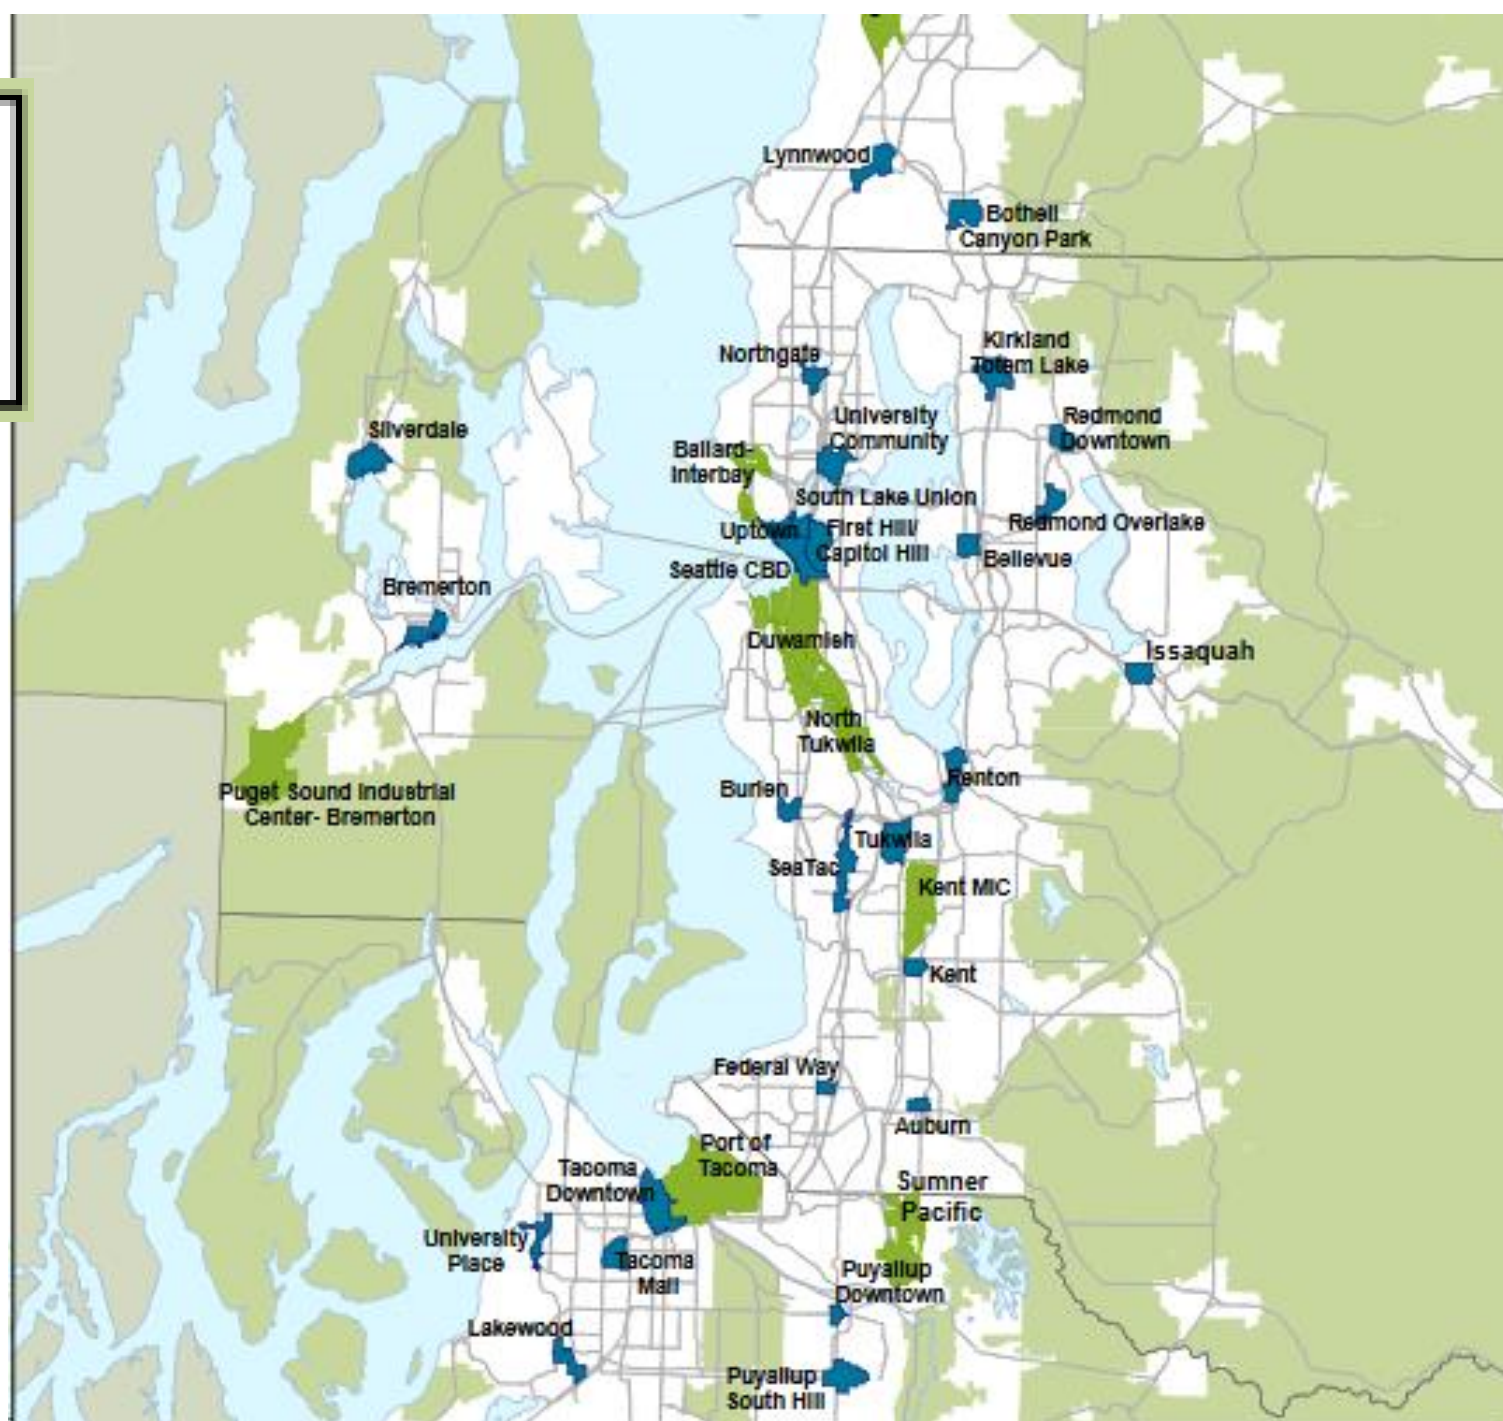 Lynnwood
Bothell
Canyon Park
Kirkland
Totem Lake
Northgate
University
Community
Redmond
Downtown
Silverdale
Ballard-
Interbay
South Lake Union
Redmond Overlake
Uptown
First Hill/
Capitol Hill
Bellevue
Seattle CBD
Bremerton
Duwamish
Issaquah
North
Tukwila
Puget Sound Industrial
Center- Bremerton
Burien
Renton
Tukwila
SeaTac
Kent MIC
Kent
Federal Way
Auburn
Port of
Tacoma
Tacoma
Downtown
Sumner
Pacific
University
Place
Tacoma
Mall
Puyallup
Downtown
Lakewood
Puyallup
South Hill